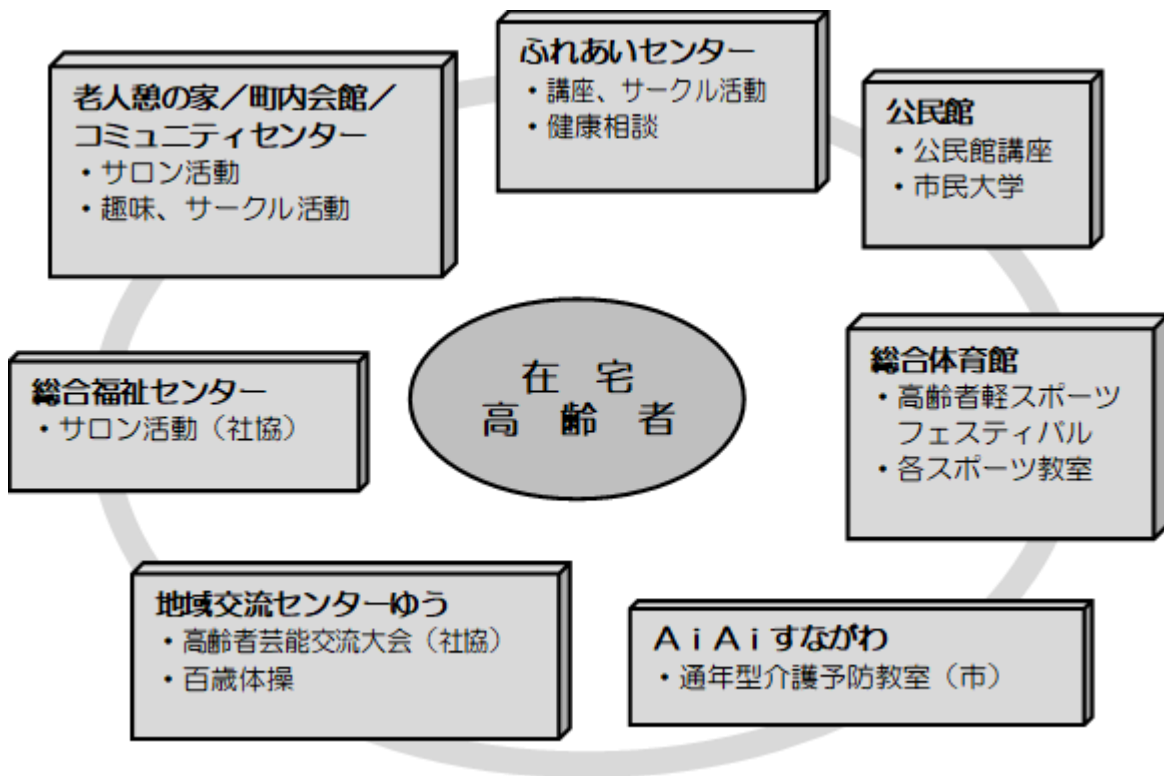 老人憩の家／町内会館／
コミュニティセンター
・サロン活動
・趣味、サークル活動
ふれあいセンター
・講座、サークル活動
・健康相談
公民館
・公民館講座
・市民大学
総合福祉センター
・サロン活動（社協）
在　宅
高　齢　者
総合体育館
・高齢者軽スポーツ
フェスティバル
・各スポーツ教室
地域交流センターゆう
・高齢者芸能交流大会（社協）
・百歳体操
ＡｉＡｉすながわ
・通年型介護予防教室（市）